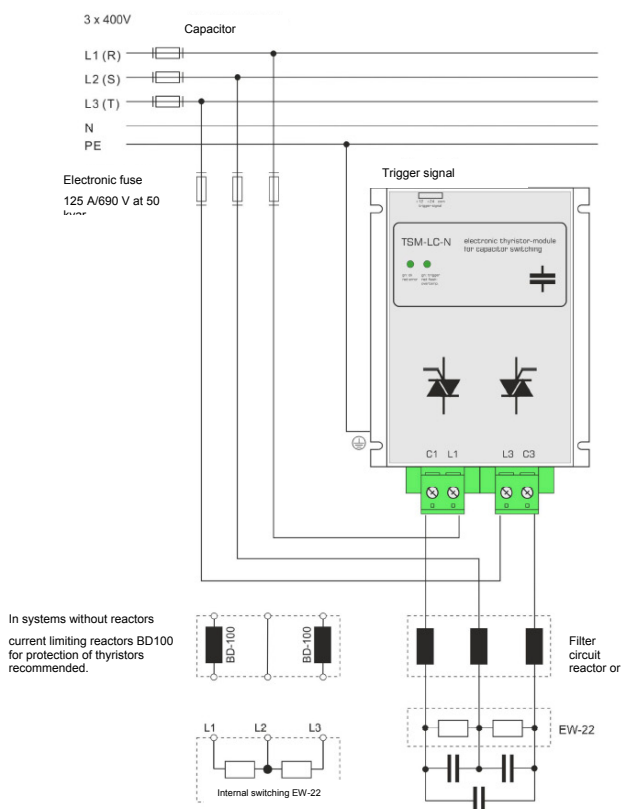 3 x 400V
Capacitor
L1 (R)
L2 (S)
L3 (T)
N
PE
Electronic fuse
125 A/690 V at 50
kvar
Trigger signal
trigger signal
TSM-LC-N
electronic thyristor-module
for capacitor switching
C1 L1 L3 C3
In systems without reactors
current limiting reactors BD100
for protection of thyristors
recommended.
BD-100
BD-100
Filter
circuit
reactor or
L1 L2 L3
EW-22
Internal switching EW-22